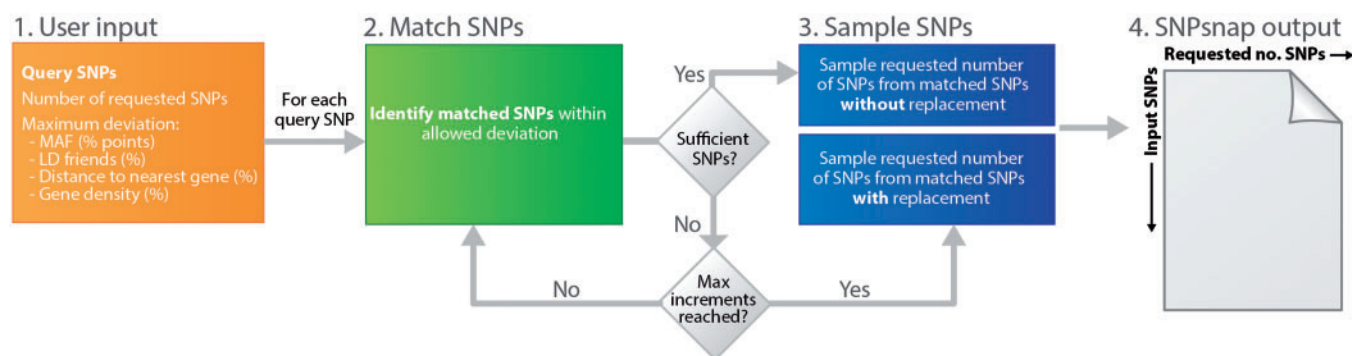 1. User input
Query SNPs
Number of requested SNPs
Maximum deviation:
- MAF (% points)
- LD friends (%)
- Distance to nearest gene (%)
- Gene density (%)
For each
query SNP
2. Match SNPs
Identify matched SNPs within
allowed deviation
Yes
Sufficient
SNPs?
No
Max
increments
reached?
No
Yes
3. Sample SNPs
Sample requested number
of SNPs from matched SNPs
without replacement
Sample requested number
of SNPs from matched SNPs
with replacement
4. SNPsnap output
Requested no. SNPs
Input SNPs